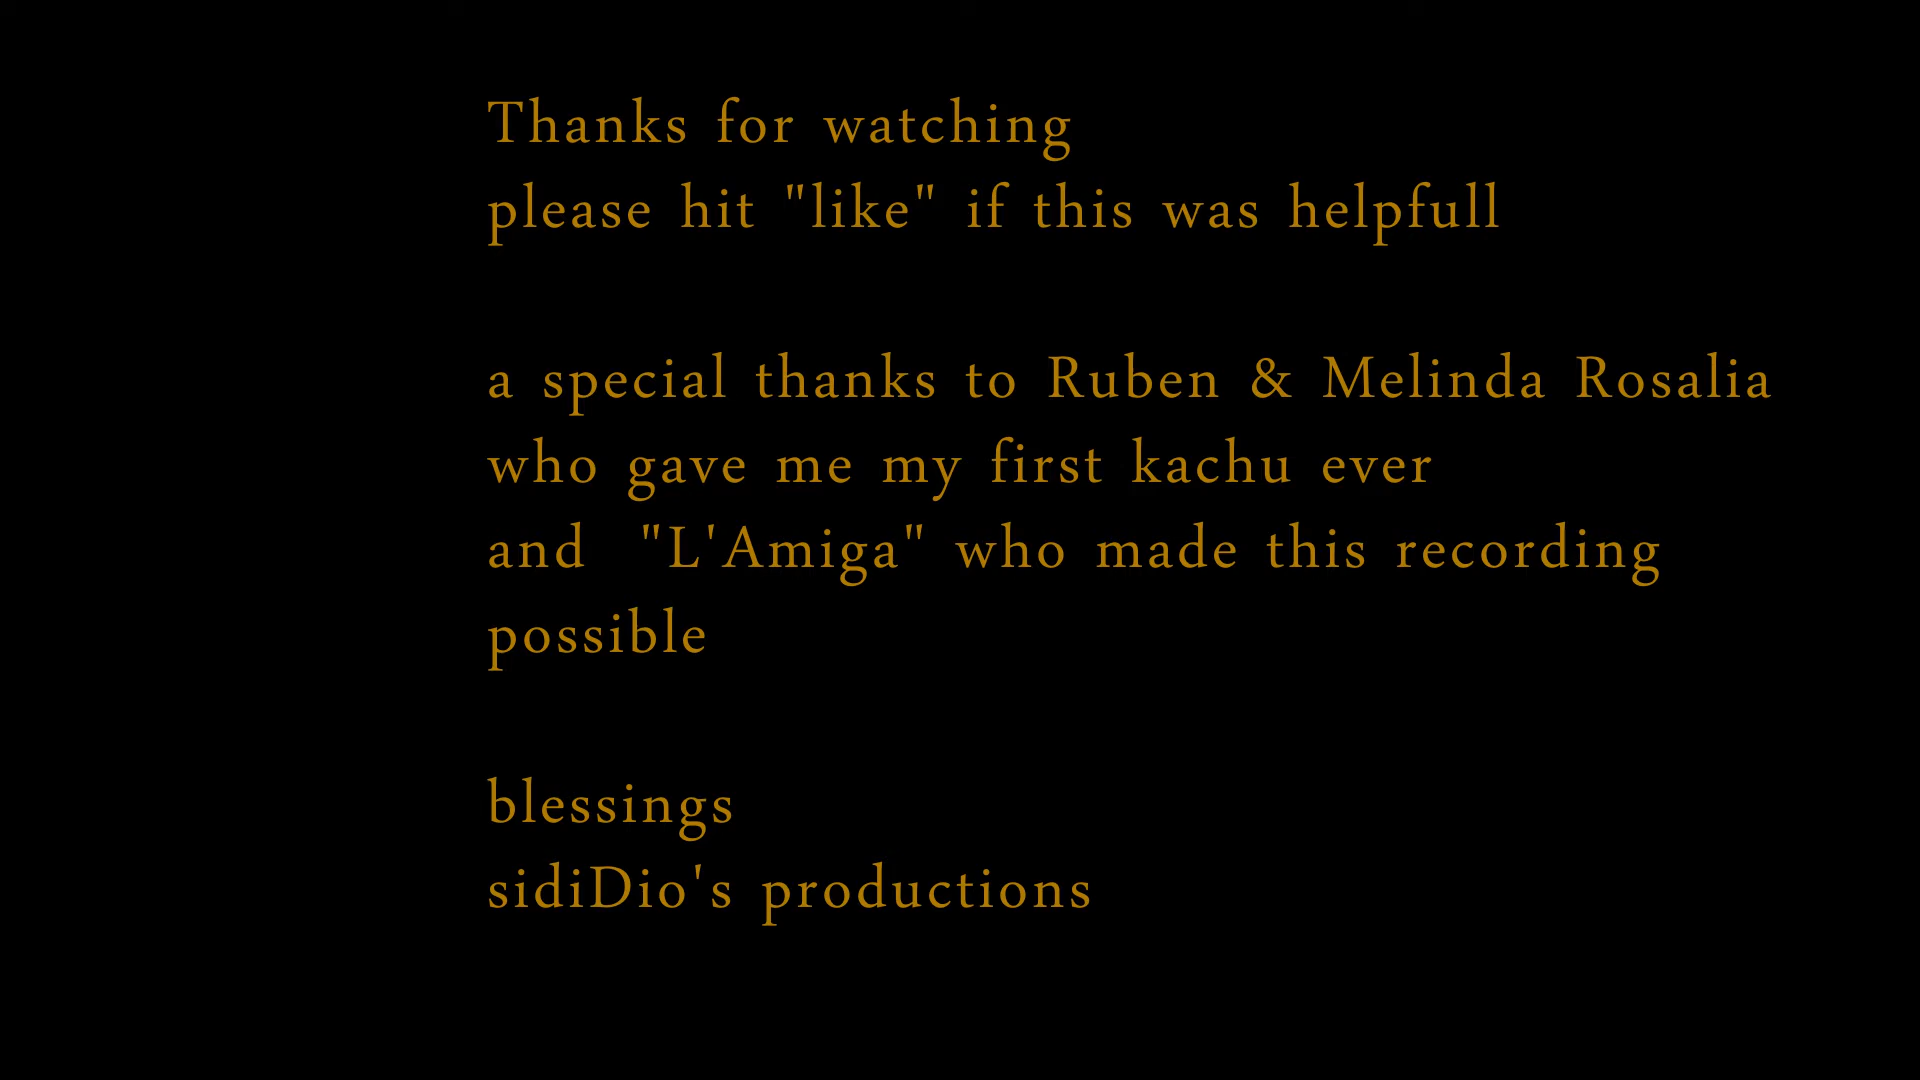 Thanks for watching
please hit "like" if this was helpfull
a special thanks to Ruben & Melinda Rosalia
who gave me my first kachu ever
and  "L'Amiga" who made this recording
possible
blessings
sidiDio's productions